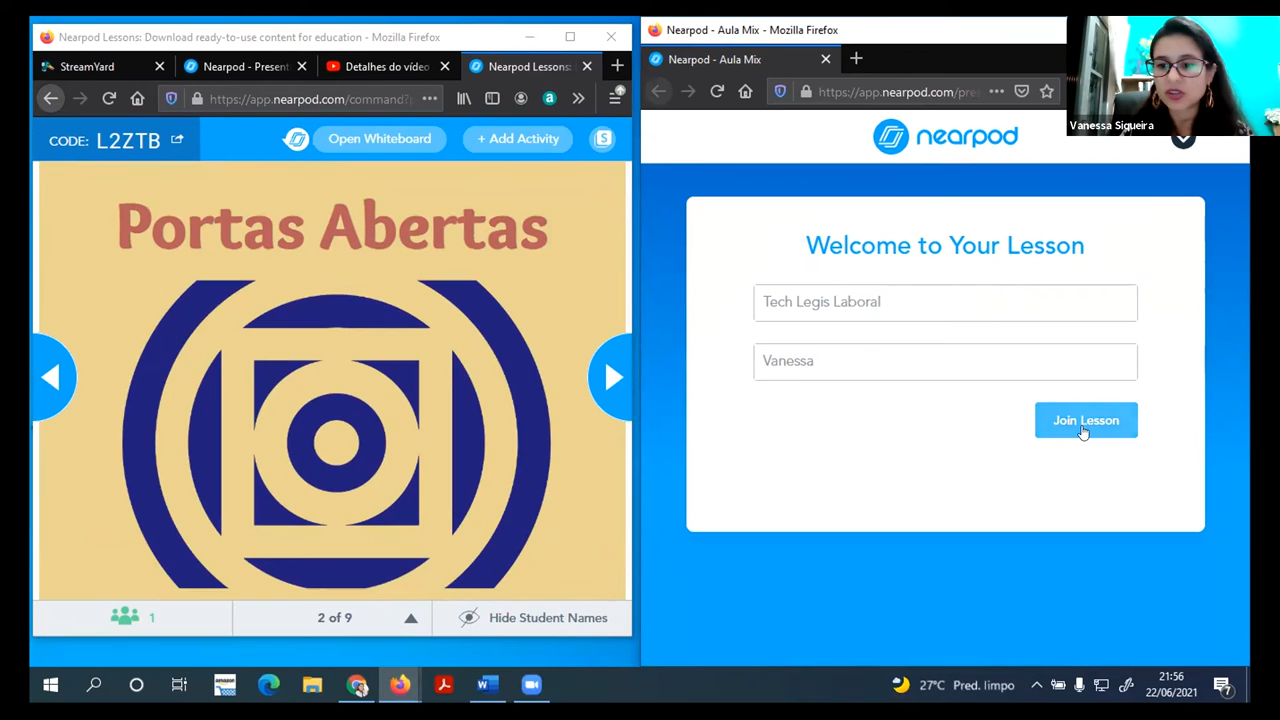 Nearpod Lessons: Download ready-to-use content for education - Mozilla Firefox
StreamYard
Nearpod - Present
Detalhes do vídeo
Nearpod Lessons:
https://app.nearpod.com/command?
CODE: L2ZTB
Open Whiteboard
+ Add Activity
S
Portas Abertas
1
2 of 9
Hide Student Names
Nearpod - Aula Mix - Mozilla Firefox
Nearpod - Aula Mix
https://app.nearpod.com/pres
Vanessa Siqueira
nearpod
Welcome to Your Lesson
Tech Legis Laboral
Vanessa
Join Lesson
27°C Pred. limpo
21:56
22/06/2021
7